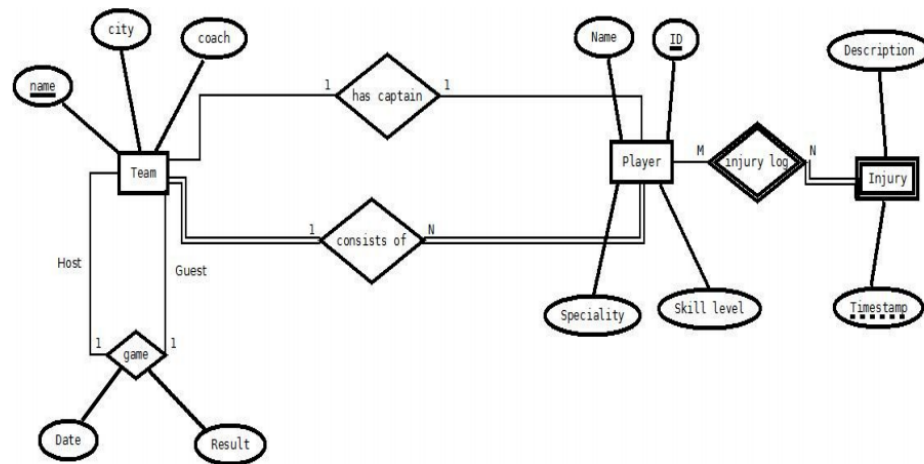 city
coach
name
Name
ID
Description
1
has captain
1
Team
Player
M
injury log
N
Injury
1
consists of
N
Host
Guest
Speciality
Skill level
Timestamp
1
game
1
Date
Result